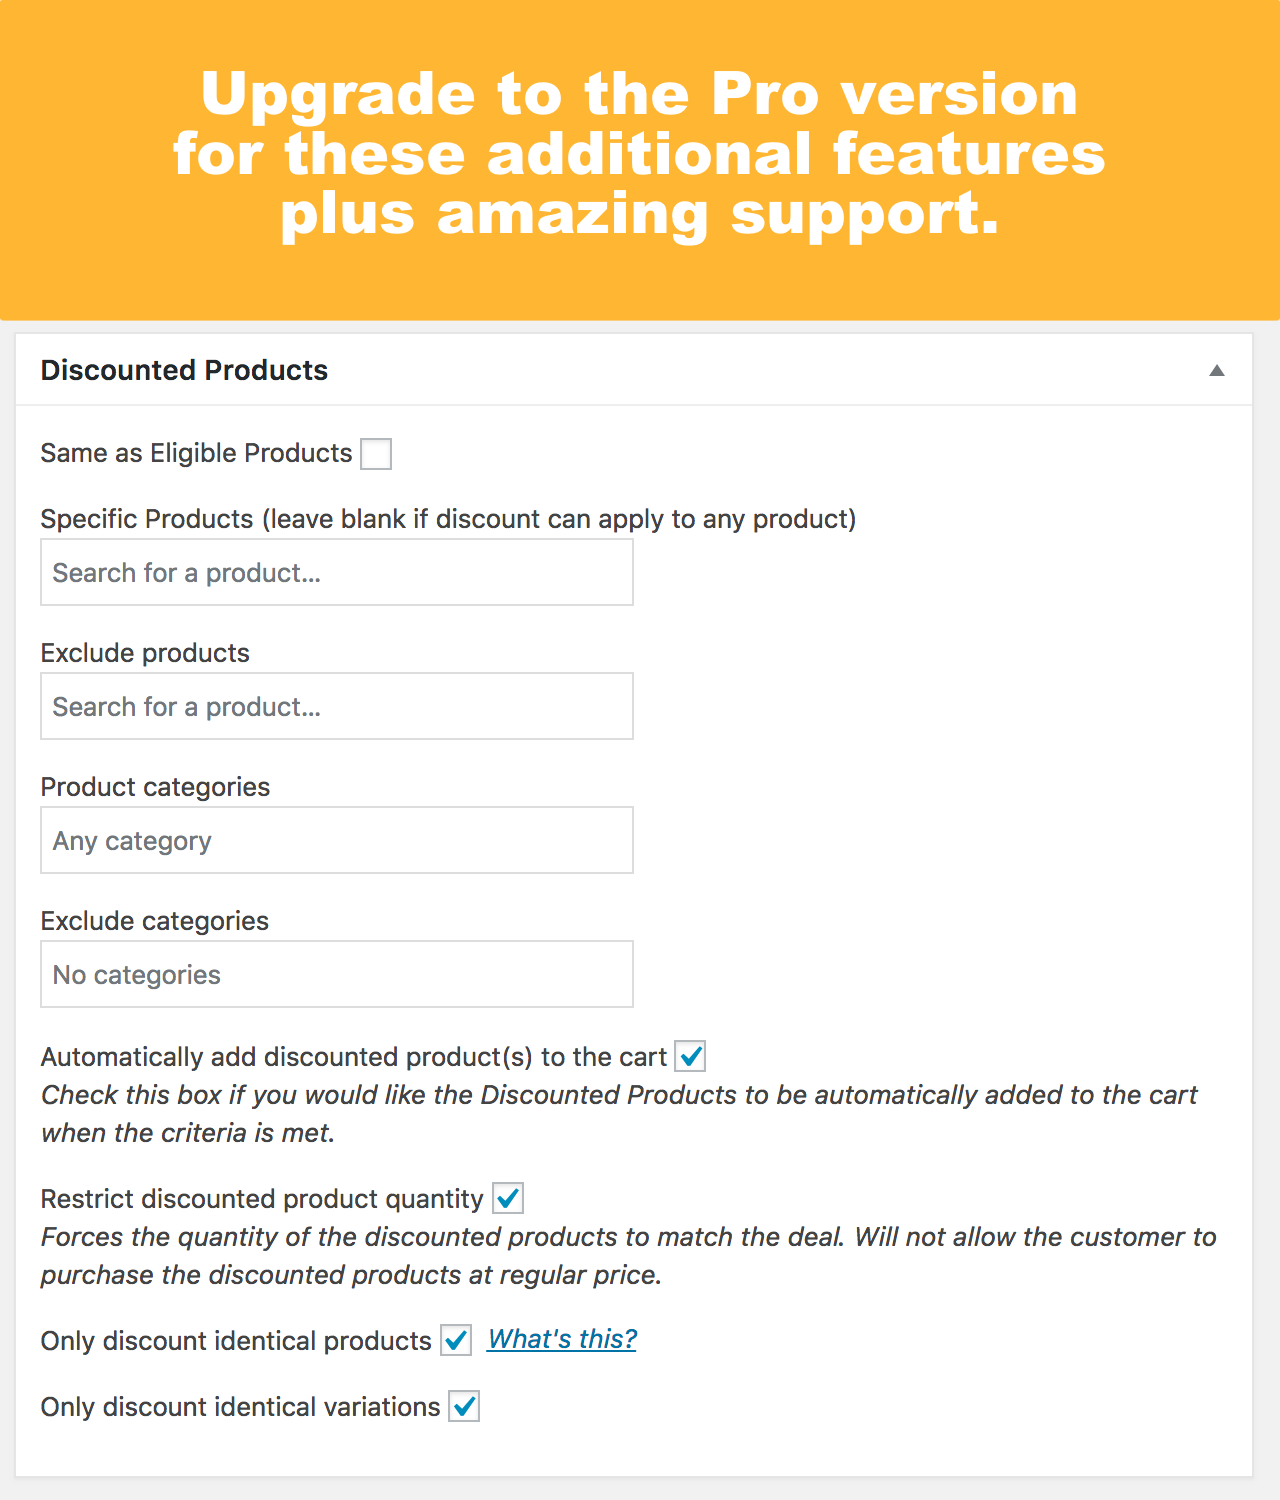 Upgrade to the Pro version
for these additional features
plus amazing support.
Discounted Products
Same as Eligible Products
Specific Products (leave blank if discount can apply to any product)
Search for a product...
Exclude products
Search for a product...
Product categories
Any category
Exclude categories
No categories
Automatically add discounted product(s) to the cart
Check this box if you would like the Discounted Products to be automatically added to the cart
when the criteria is met.
Restrict discounted product quantity
Forces the quantity of the discounted products to match the deal. Will not allow the customer to
purchase the discounted products at regular price.
Only discount identical products What's this?
Only discount identical variations